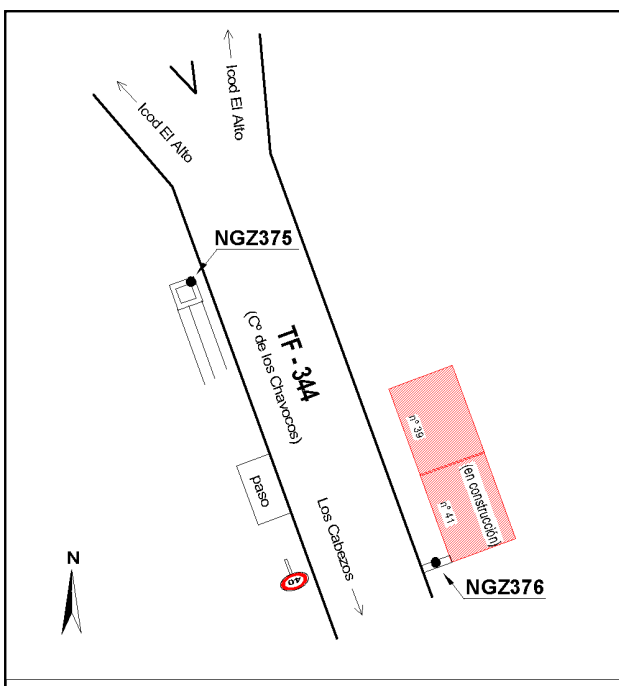 Icod El Alto
Icod El Alto
NGZ375
TF - 344
(Cº de los Chavocos)
nº 39
(en construcción)
nº 41
paso
Los Cabezos
40
N
NGZ376